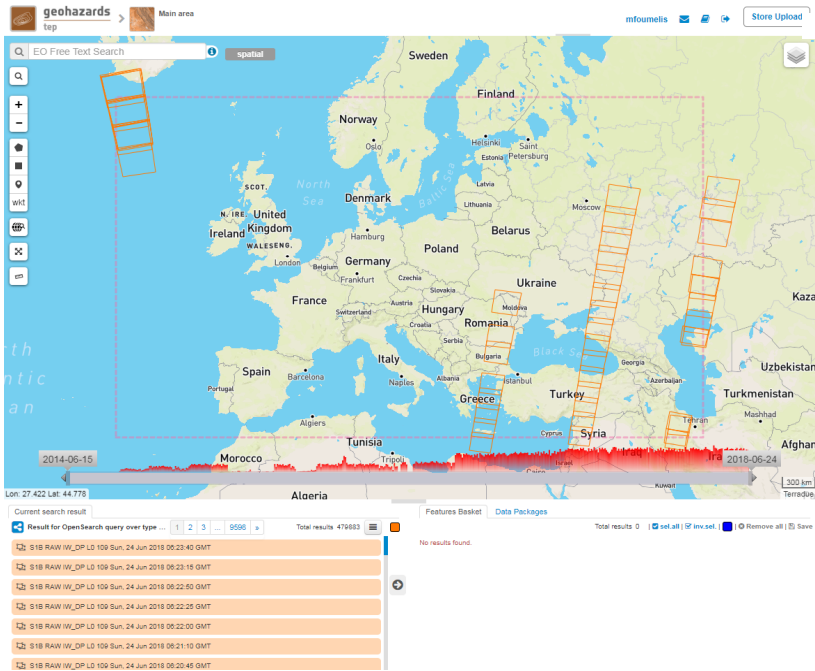 geohazards
tep
Main area
mfoumelis
Store Upload
EO Free Text Search
spatial
Sweden
Finland
Norway
Oslo
Helsinki
Saint
Petersburg
Estonia
Baltic Sea
Latvia
SCOT.
North
Sea
Denmark
Lithuania
Moscow
N. IRE.
United
Kingdom
Ireland
Belarus
Hamburg
WALES
ENG.
London
Poland
Germany
Belgium
Frankfurt
Czechia
Ukraine
Slovakia
Kaza
France
Austria
Hungary
Moldova
Switzerland
Croatia
Romania
Serbia
Italy
Bulgaria
Black Se
Georgia
Uzbekistan
Spain
Barcelona
Naples
Albania
Istanbul
Azerbaijan
Portugal
Greece
Turkey
Turkmenistan
Algiers
Tehran
Mashhad
Tunisia
Cyprus
Syria
Afghan
th
ntic
an
wkt
2014-06-15
Morocco
Tripoli
Israel
Iraq
Ira
2018-06-24
Cairo
Kuwait
300 km
Lon: 27.422 Lat: 44.778
Algeria
Terradue
Current search result
Features Basket
Data Packages
Result for OpenSearch query over type ...
1 2 3 ... 9598 »
Total results 479883
Total results 0 | sel.all | inv.sel. | | Remove all | Save
No results found.
S1B RAW IW_DP L0 109 Sun, 24 Jun 2018 06:23:40 GMT
S1B RAW IW_DP L0 109 Sun, 24 Jun 2018 06:23:15 GMT
S1B RAW IW_DP L0 109 Sun, 24 Jun 2018 06:22:50 GMT
S1B RAW IW_DP L0 109 Sun, 24 Jun 2018 06:22:25 GMT
S1B RAW IW_DP L0 109 Sun, 24 Jun 2018 06:22:00 GMT
S1B RAW IW_DP L0 109 Sun, 24 Jun 2018 06:21:10 GMT
S1B RAW IW_DP L0 109 Sun, 24 Jun 2018 06:20:45 GMT